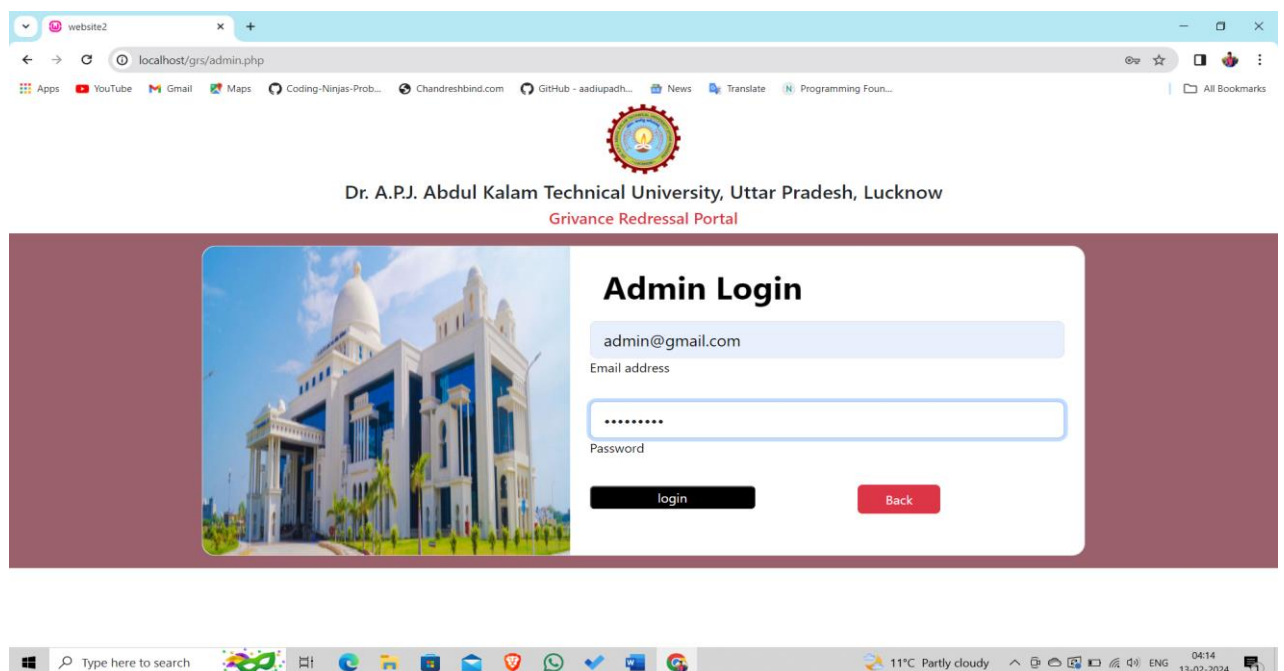 website2
localhost/grs/admin.php
Apps YouTube Gmail Maps Coding-Ninjas-Prob... Chandreshbind.com GitHub - aadiupadh... News Translate Programming Foun... All Bookmarks
Dr. A.P.J. Abdul Kalam Technical University, Uttar Pradesh, Lucknow
Grivance Redressal Portal
Admin Login
admin@gmail.com
Email address
•••••••••
Password
login Back
Type here to search 11°C Partly cloudy ENG 04:14
13-02-2024